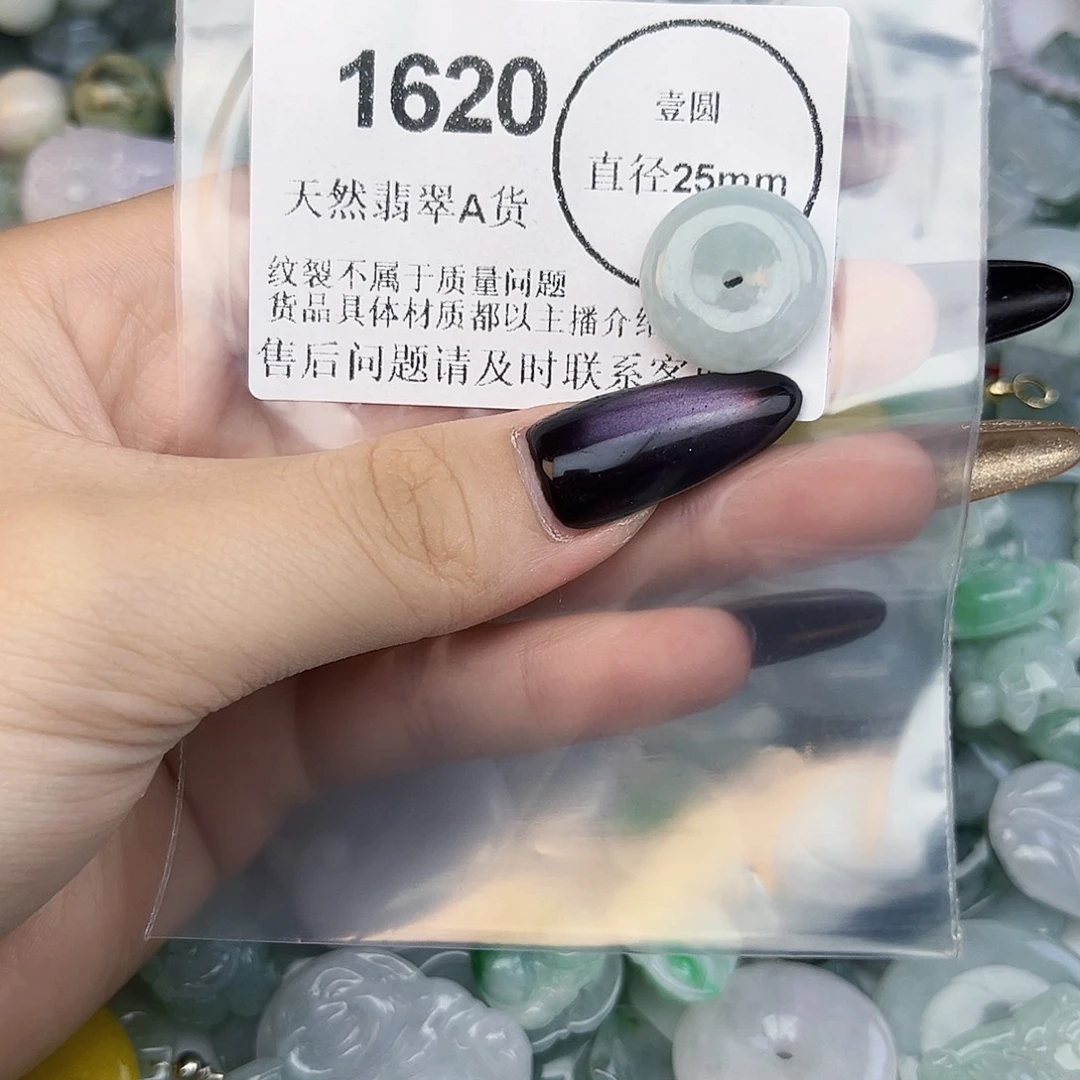 1620
壹圆
直径25mm
天然翡翠A货
纹裂不属于质量问题
货品具体材质都以主播介绍
售后问题请及时联系客